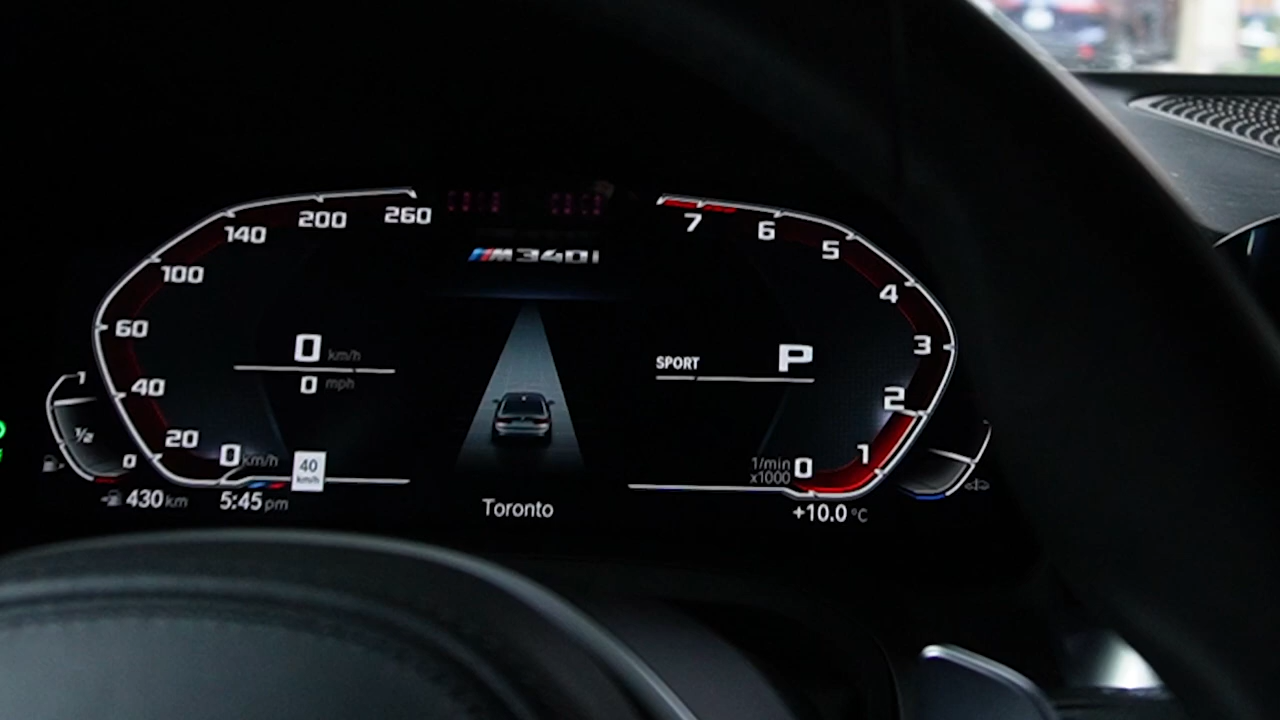 260
200
140
100
60
40
20
0 km/h
7
6
5
4
3
2
1
0
1/min
x1000
M340i
0 km/h
0 mph
SPORT P
1
1/2
0
40
km/h
430 km
5:45 pm
Toronto
+10.0 °C